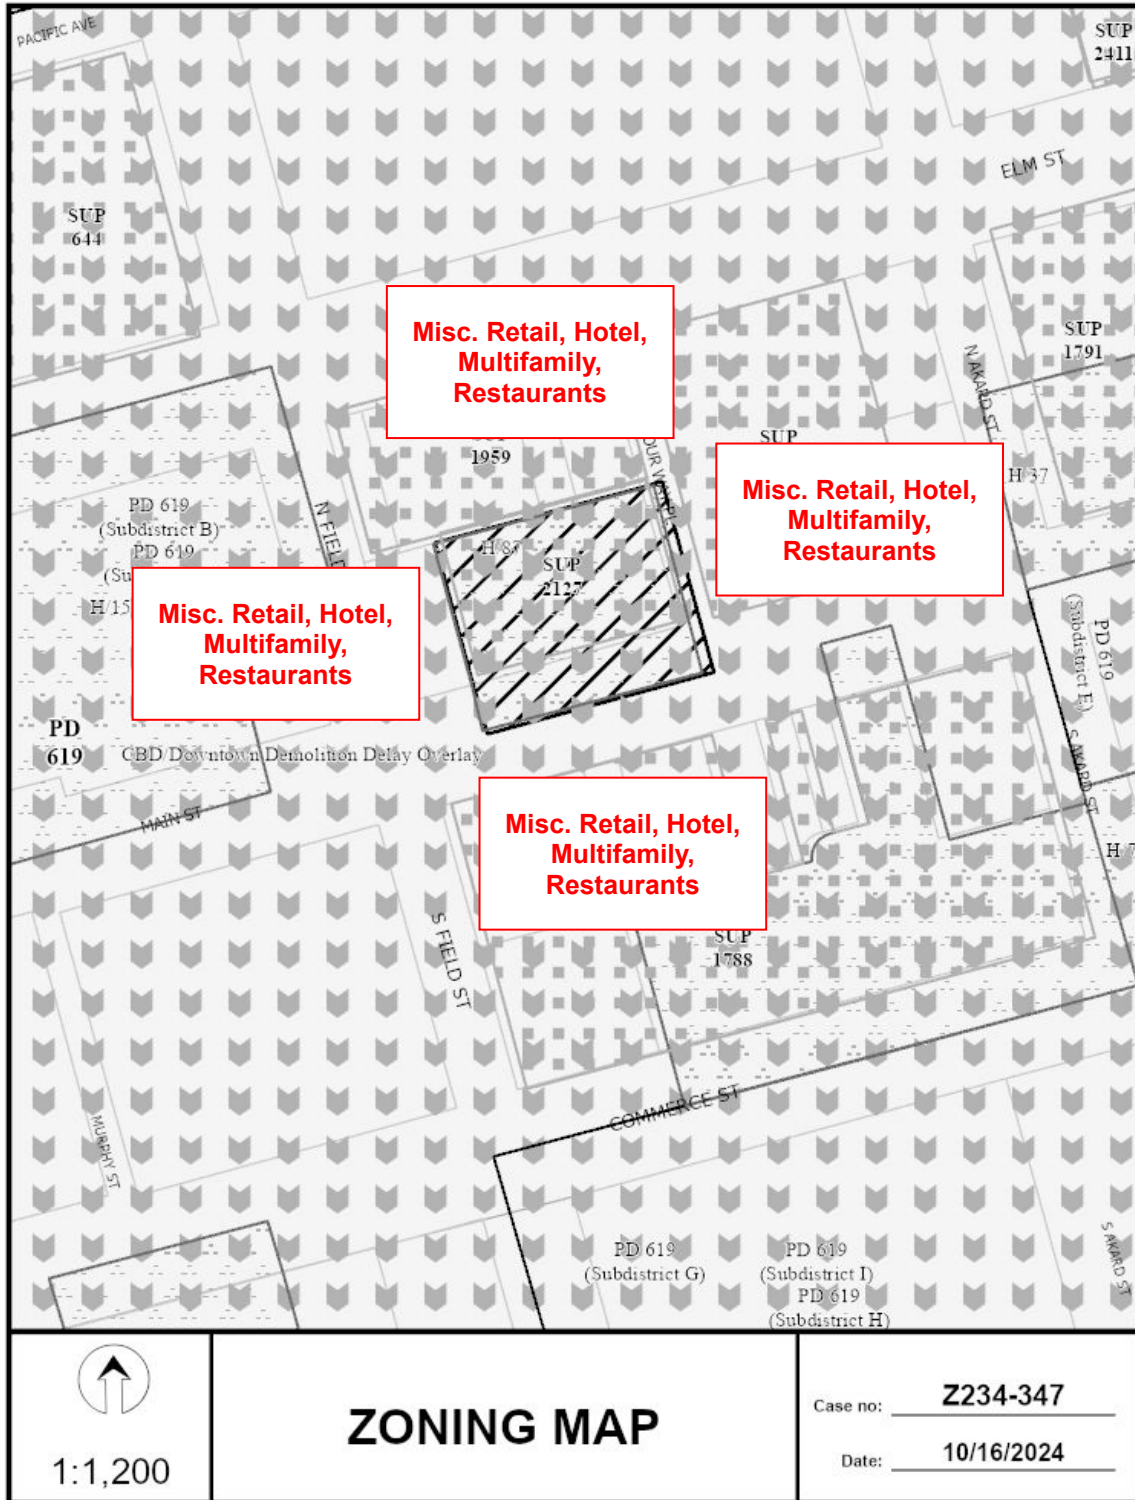 PACIFIC AVE
SUP
2411
ELM ST
SUP
644
SUP
1791
N AKARD ST
Misc. Retail, Hotel,
Multifamily,
Restaurants
1959
SUP
H/37
Misc. Retail, Hotel,
Multifamily,
Restaurants
PD 619
(Subdistrict B)
PD 619
N FIELD
H/87
SUP
2127
H/15
Misc. Retail, Hotel,
Multifamily,
Restaurants
PD 619
(Subdistrict E)
PD
619
CBD/Downtown Demolition Delay Overlay
S AKARD ST
MAIN ST
Misc. Retail, Hotel,
Multifamily,
Restaurants
S FIELD ST
SUP
1788
COMMERCE ST
MURPHY ST
PD 619
(Subdistrict G)
PD 619
(Subdistrict I)
PD 619
(Subdistrict H)
S AKARD ST
1:1,200
ZONING MAP
Case no: Z234-347
Date: 10/16/2024